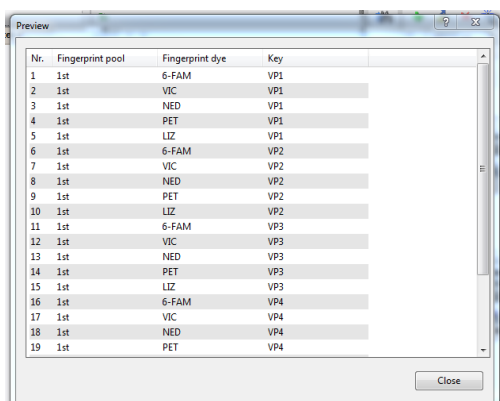 Preview
Nr. Fingerprint pool Fingerprint dye Key
1 1st 6-FAM VP1
2 1st VIC VP1
3 1st NED VP1
4 1st PET VP1
5 1st LIZ VP1
6 1st 6-FAM VP2
7 1st VIC VP2
8 1st NED VP2
9 1st PET VP2
10 1st LIZ VP2
11 1st 6-FAM VP3
12 1st VIC VP3
13 1st NED VP3
14 1st PET VP3
15 1st LIZ VP3
16 1st 6-FAM VP4
17 1st VIC VP4
18 1st NED VP4
19 1st PET VP4
Close